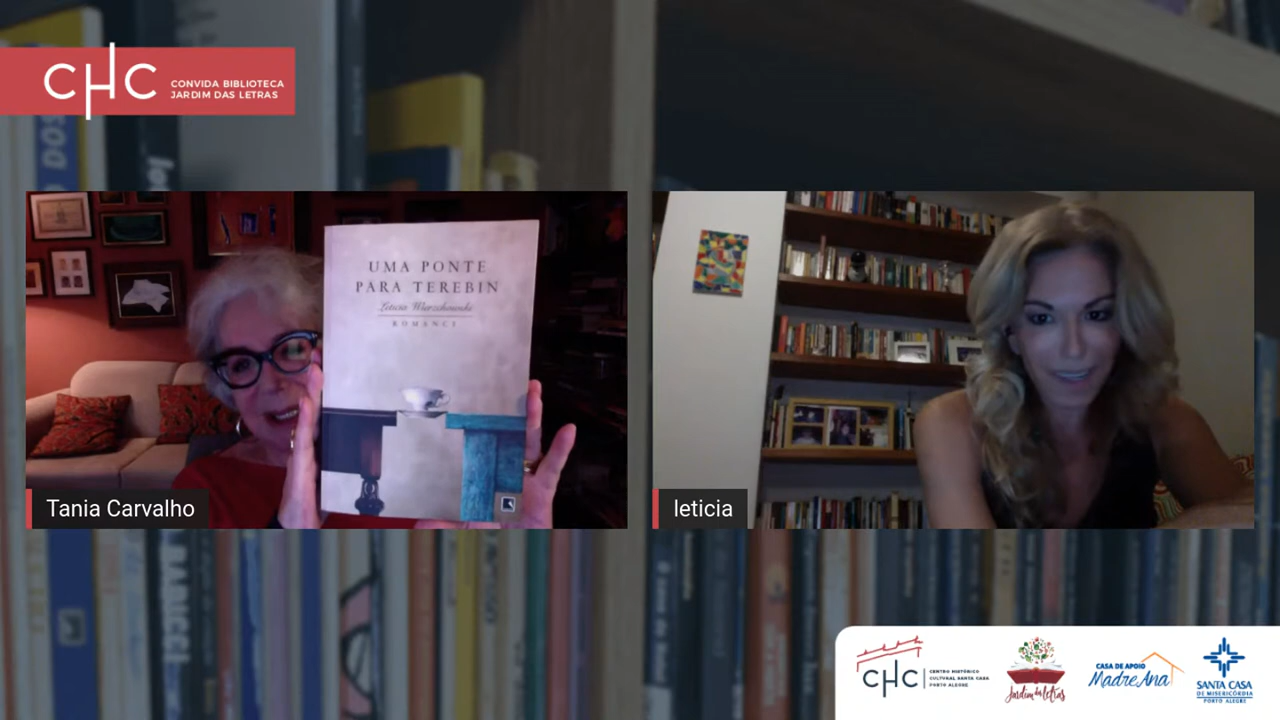 CHC
CONVIDA BIBLIOTECA
JARDIM DAS LETRAS
UMA PONTE
PARA TEREBIN
Leticia Wierzchowski
ROMANCE
Tania Carvalho
leticia
CHC
CENTRO HISTÓRICO
CULTURAL SANTA CASA
PORTO ALEGRE
Jardim das Letras
CASA DE APOIO
Madre Ana
SANTA CASA
DE MISERICÓRDIA
PORTO ALEGRE